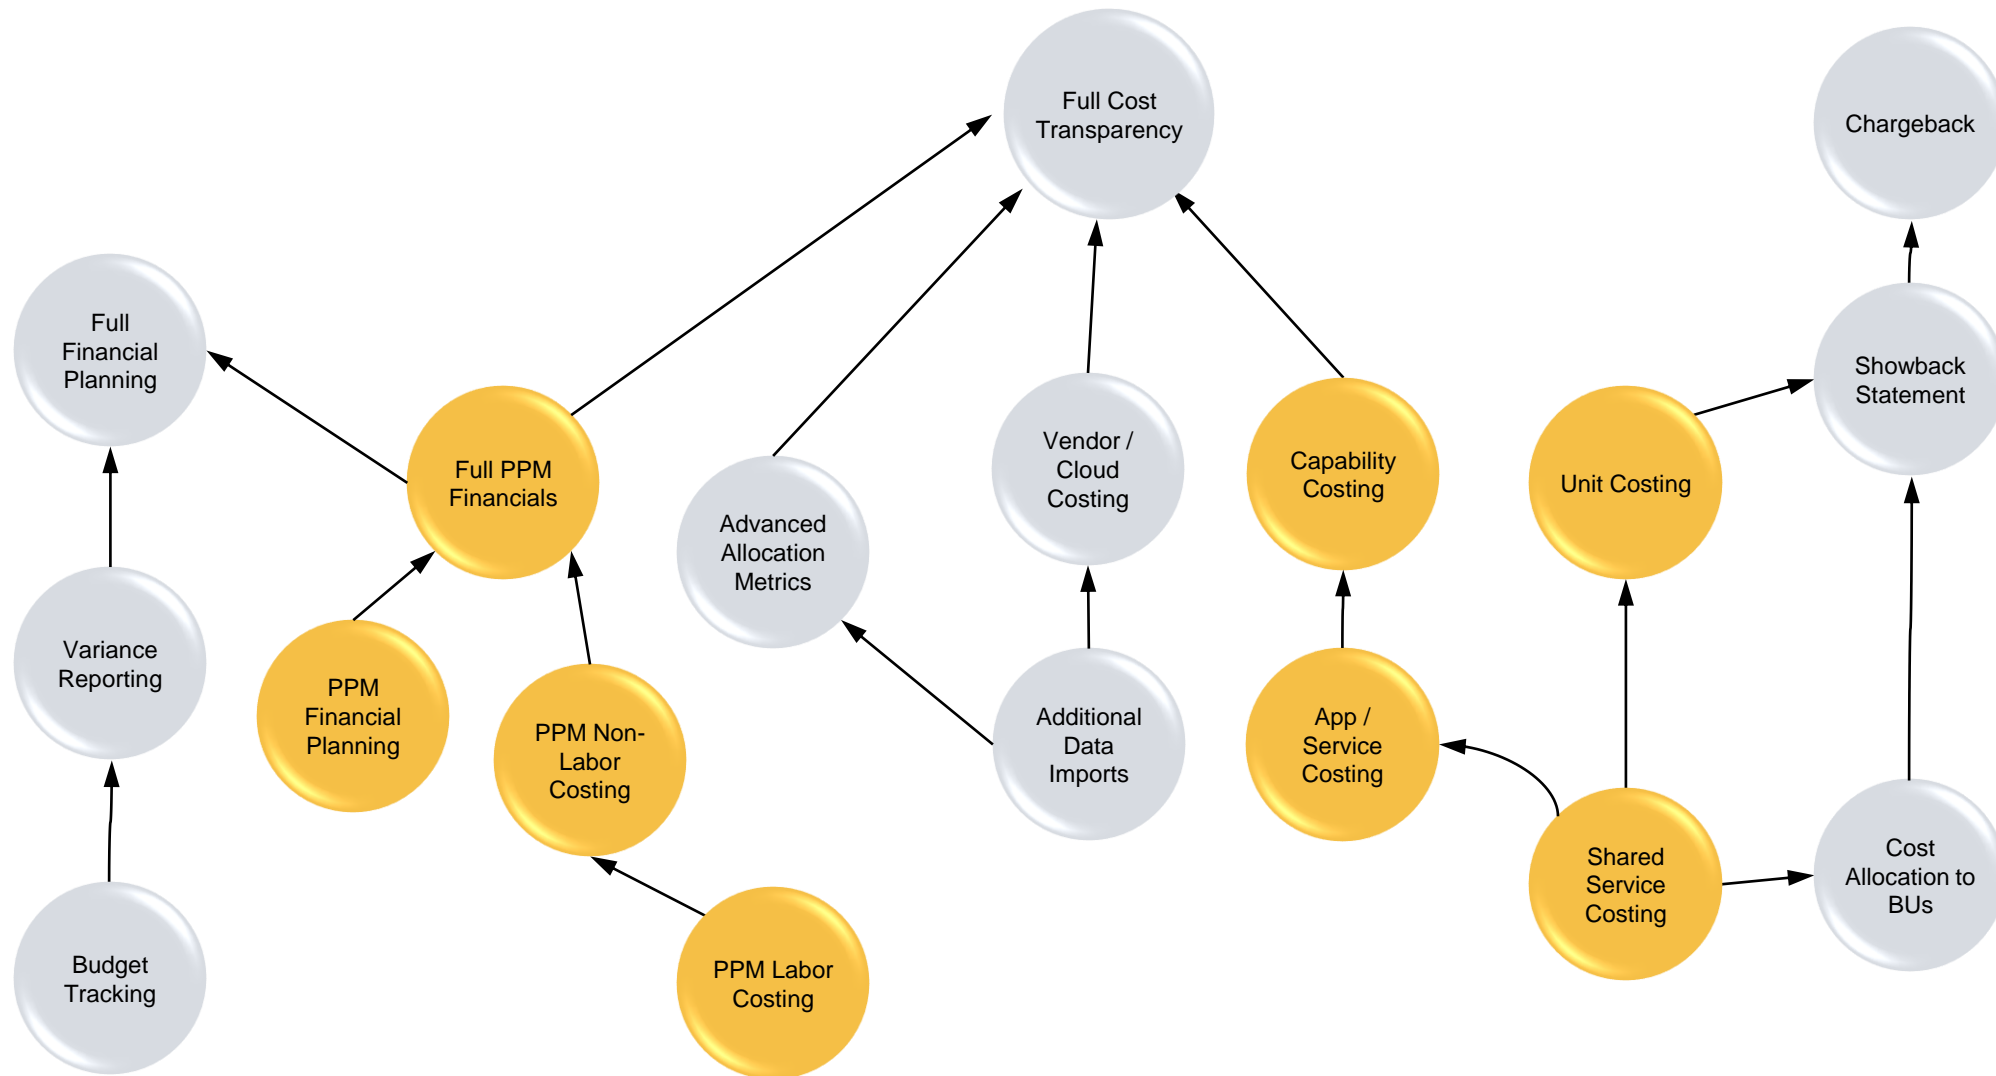 Full Cost
Transparency
Chargeback
Full
Financial
Planning
Showback
Statement
Full PPM
Financials
Vendor /
Cloud
Costing
Capability
Costing
Unit Costing
Advanced
Allocation
Metrics
Variance
Reporting
PPM
Financial
Planning
PPM Non-
Labor
Costing
Additional
Data
Imports
App /
Service
Costing
Shared
Service
Costing
Cost
Allocation to
BUs
Budget
Tracking
PPM Labor
Costing